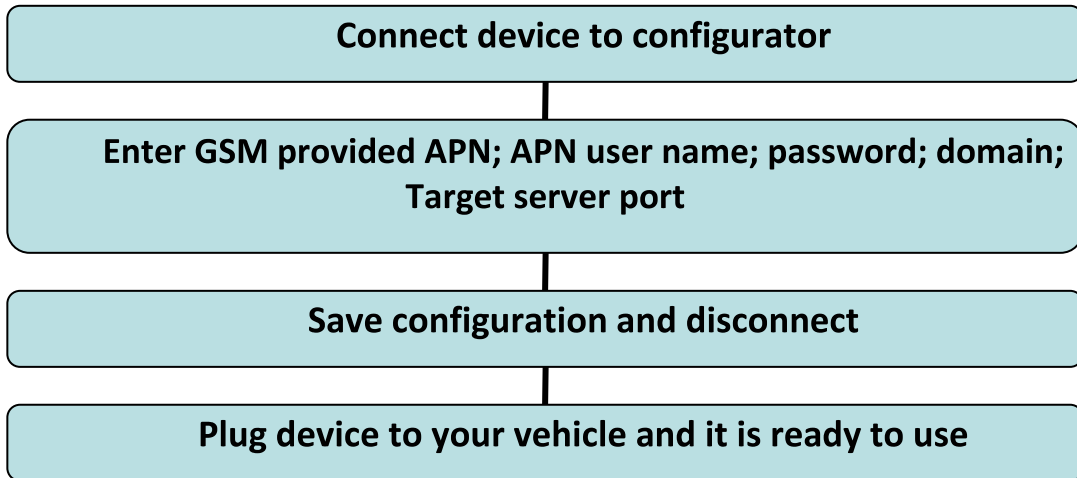 Connect device to configurator
Enter GSM provided APN; APN user name; password; domain;
Target server port
Save configuration and disconnect
Plug device to your vehicle and it is ready to use